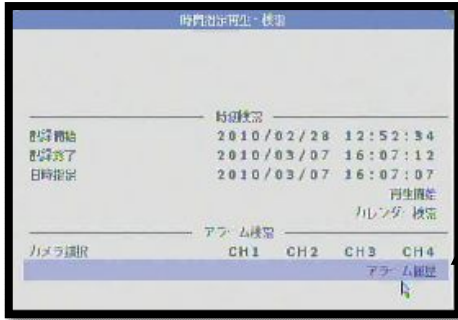 時間指定再生・検索
時刻検索
記録開始 2010/02/28 12:52:34
記録終了 2010/03/07 16:07:12
日時指定 2010/03/07 16:07:07
再生開始
カレンダー検索
アラーム検索
カメラ選択 CH1 CH2 CH3 CH4
アラーム履歴